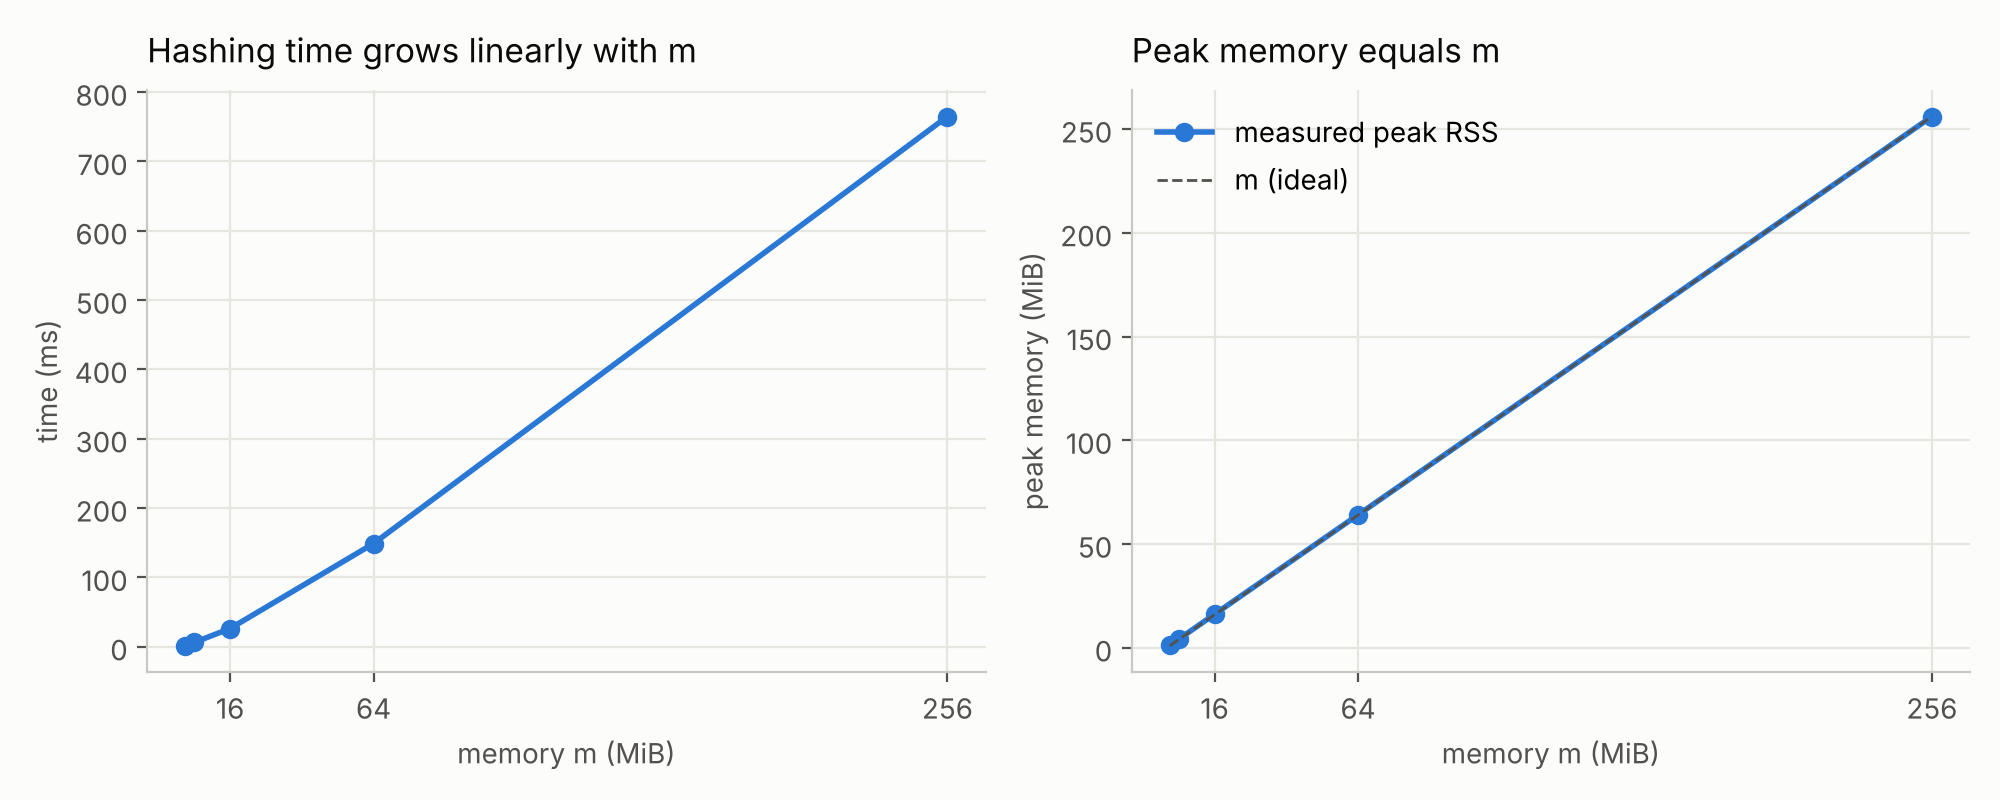 Hashing time grows linearly with m
800
700
600
500
400
300
200
100
0
time (ms)
16 64 256
memory m (MiB)
Peak memory equals m
measured peak RSS
m (ideal)
250
200
150
100
50
0
peak memory (MiB)
16 64 256
memory m (MiB)